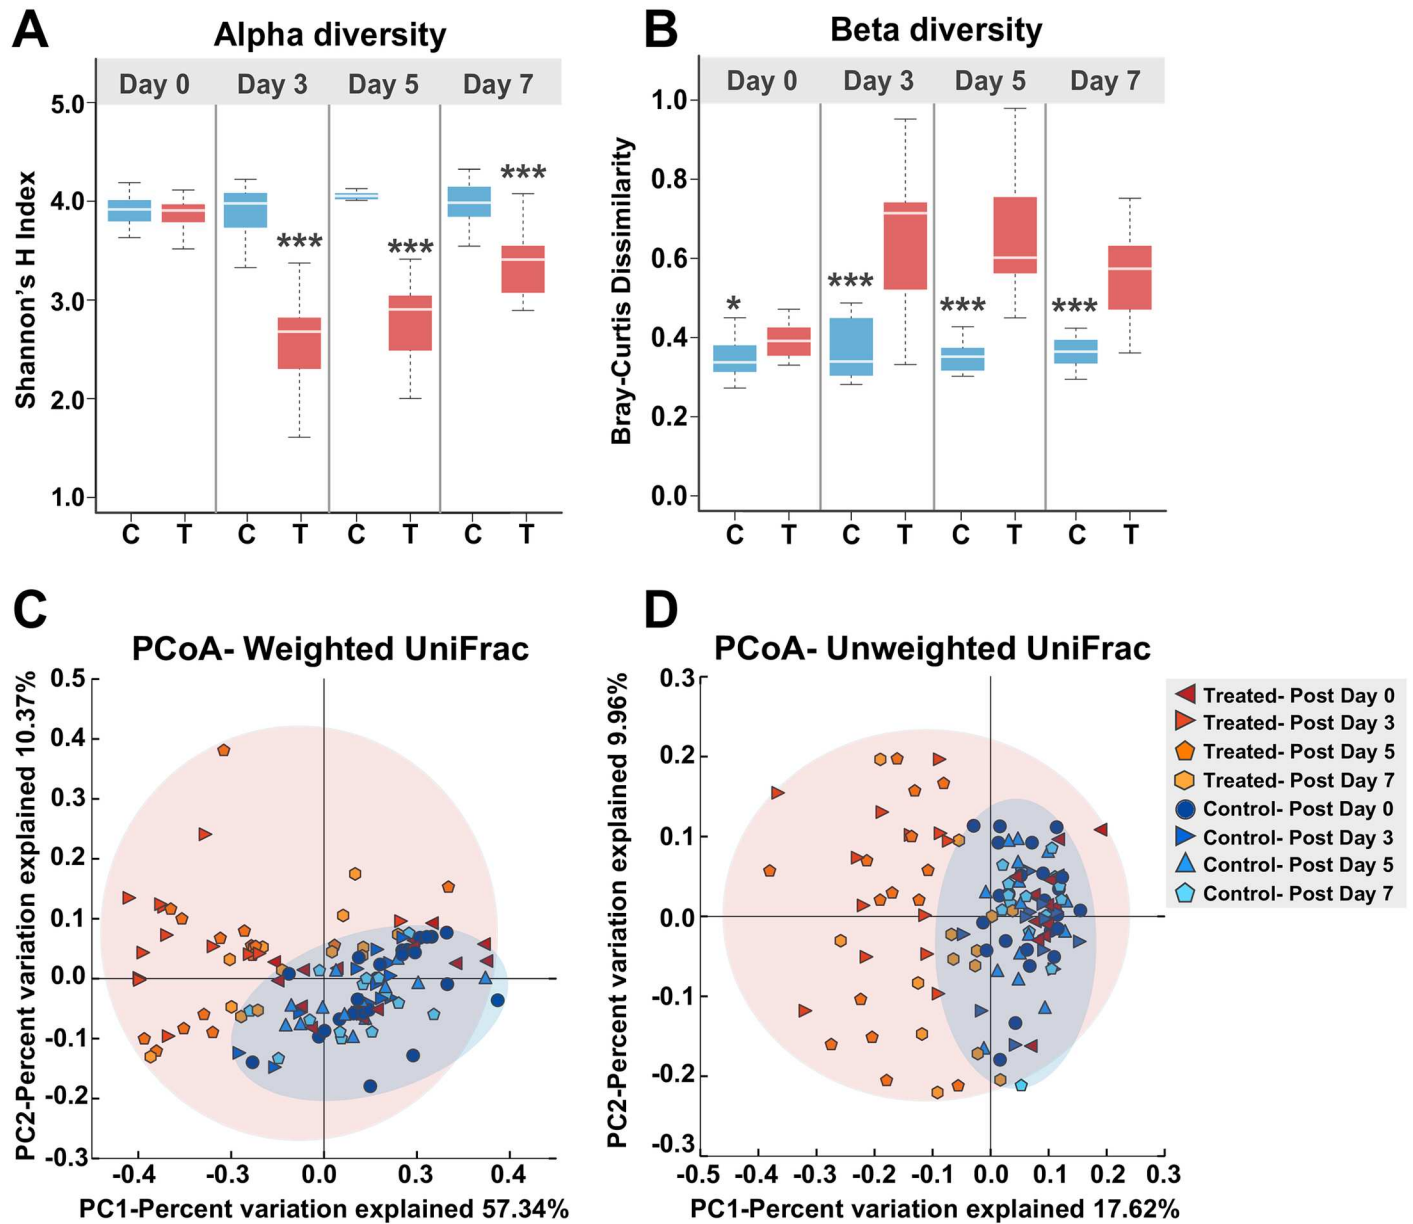 A
Alpha diversity
Day 0 Day 3 Day 5 Day 7
Shannon's H Index
5.0
4.0
3.0
2.0
1.0
***
***
***
C T C T C T C T
B
Beta diversity
Day 0 Day 3 Day 5 Day 7
Bray-Curtis Dissimilarity
1.0
0.8
0.6
0.4
0.2
0.0
*
***
***
***
C T C T C T C T
C
PCoA- Weighted UniFrac
PC2-Percent variation explained 10.37%
0.5
0.4
0.3
0.2
0.1
0.0
-0.1
-0.2
-0.3
-0.4 -0.3 0.0 0.3 0.4
PC1-Percent variation explained 57.34%
D
PCoA- Unweighted UniFrac
PC2-Percent variation explained 9.96%
0.3
0.2
0.1
0.0
-0.1
-0.2
-0.3
-0.5 -0.4 -0.3 -0.2 -0.1 0.0 0.1 0.2 0.3
PC1-Percent variation explained 17.62%
Treated- Post Day 0
Treated- Post Day 3
Treated- Post Day 5
Treated- Post Day 7
Control- Post Day 0
Control- Post Day 3
Control- Post Day 5
Control- Post Day 7